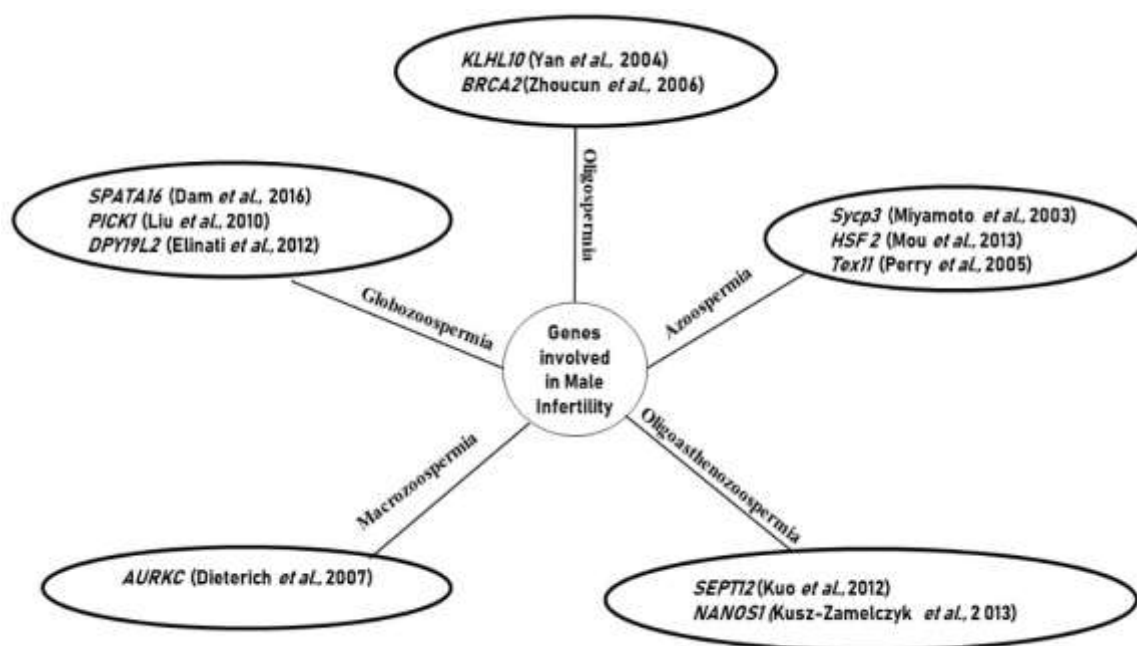 KLHL10 (Yan et al., 2004)
BRCA2 (Zhoucun et al., 2006)
Oligospermia
SPATA16 (Dam et al., 2016)
PICK1 (Liu et al., 2010)
DPY19L2 (Elinati et al., 2012)
Globozoospermia
Sycp3 (Miyamoto et al., 2003)
HSF 2 (Mou et al., 2013)
Tex11 (Perry et al., 2005)
Azoospermia
Genes
involved
in Male
Infertility
Macrozoospermia
AURKC (Dieterich et al., 2007)
Oligoasthenozoospermia
SEPT12 (Kuo et al., 2012)
NANOS1 (Kusz-Zamelczyk et al., 2013)